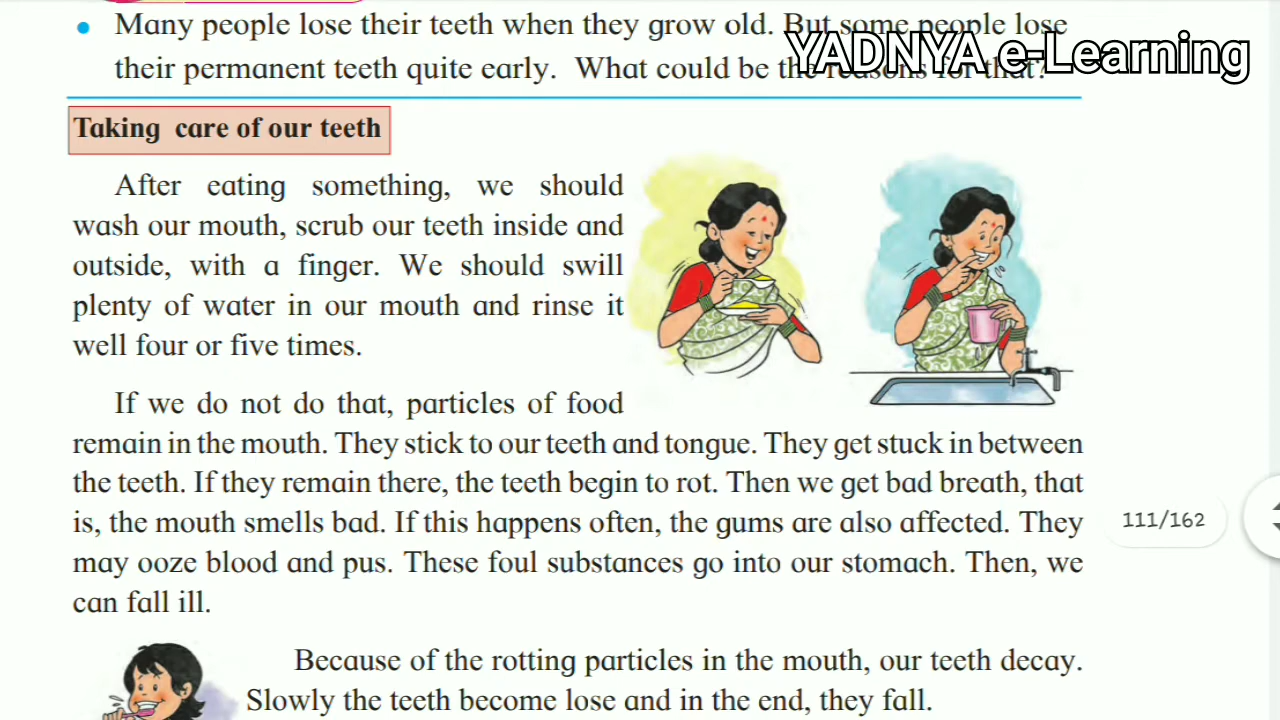 Many people lose their teeth when they grow old. But some people lose
their permanent teeth quite early. What could be the reasons for that?
YADNYA e-Learning
Taking care of our teeth
After eating something, we should
wash our mouth, scrub our teeth inside and
outside, with a finger. We should swill
plenty of water in our mouth and rinse it
well four or five times.
If we do not do that, particles of food
remain in the mouth. They stick to our teeth and tongue. They get stuck in between
the teeth. If they remain there, the teeth begin to rot. Then we get bad breath, that
is, the mouth smells bad. If this happens often, the gums are also affected. They
may ooze blood and pus. These foul substances go into our stomach. Then, we
can fall ill.
111/162
Because of the rotting particles in the mouth, our teeth decay.
Slowly the teeth become lose and in the end, they fall.